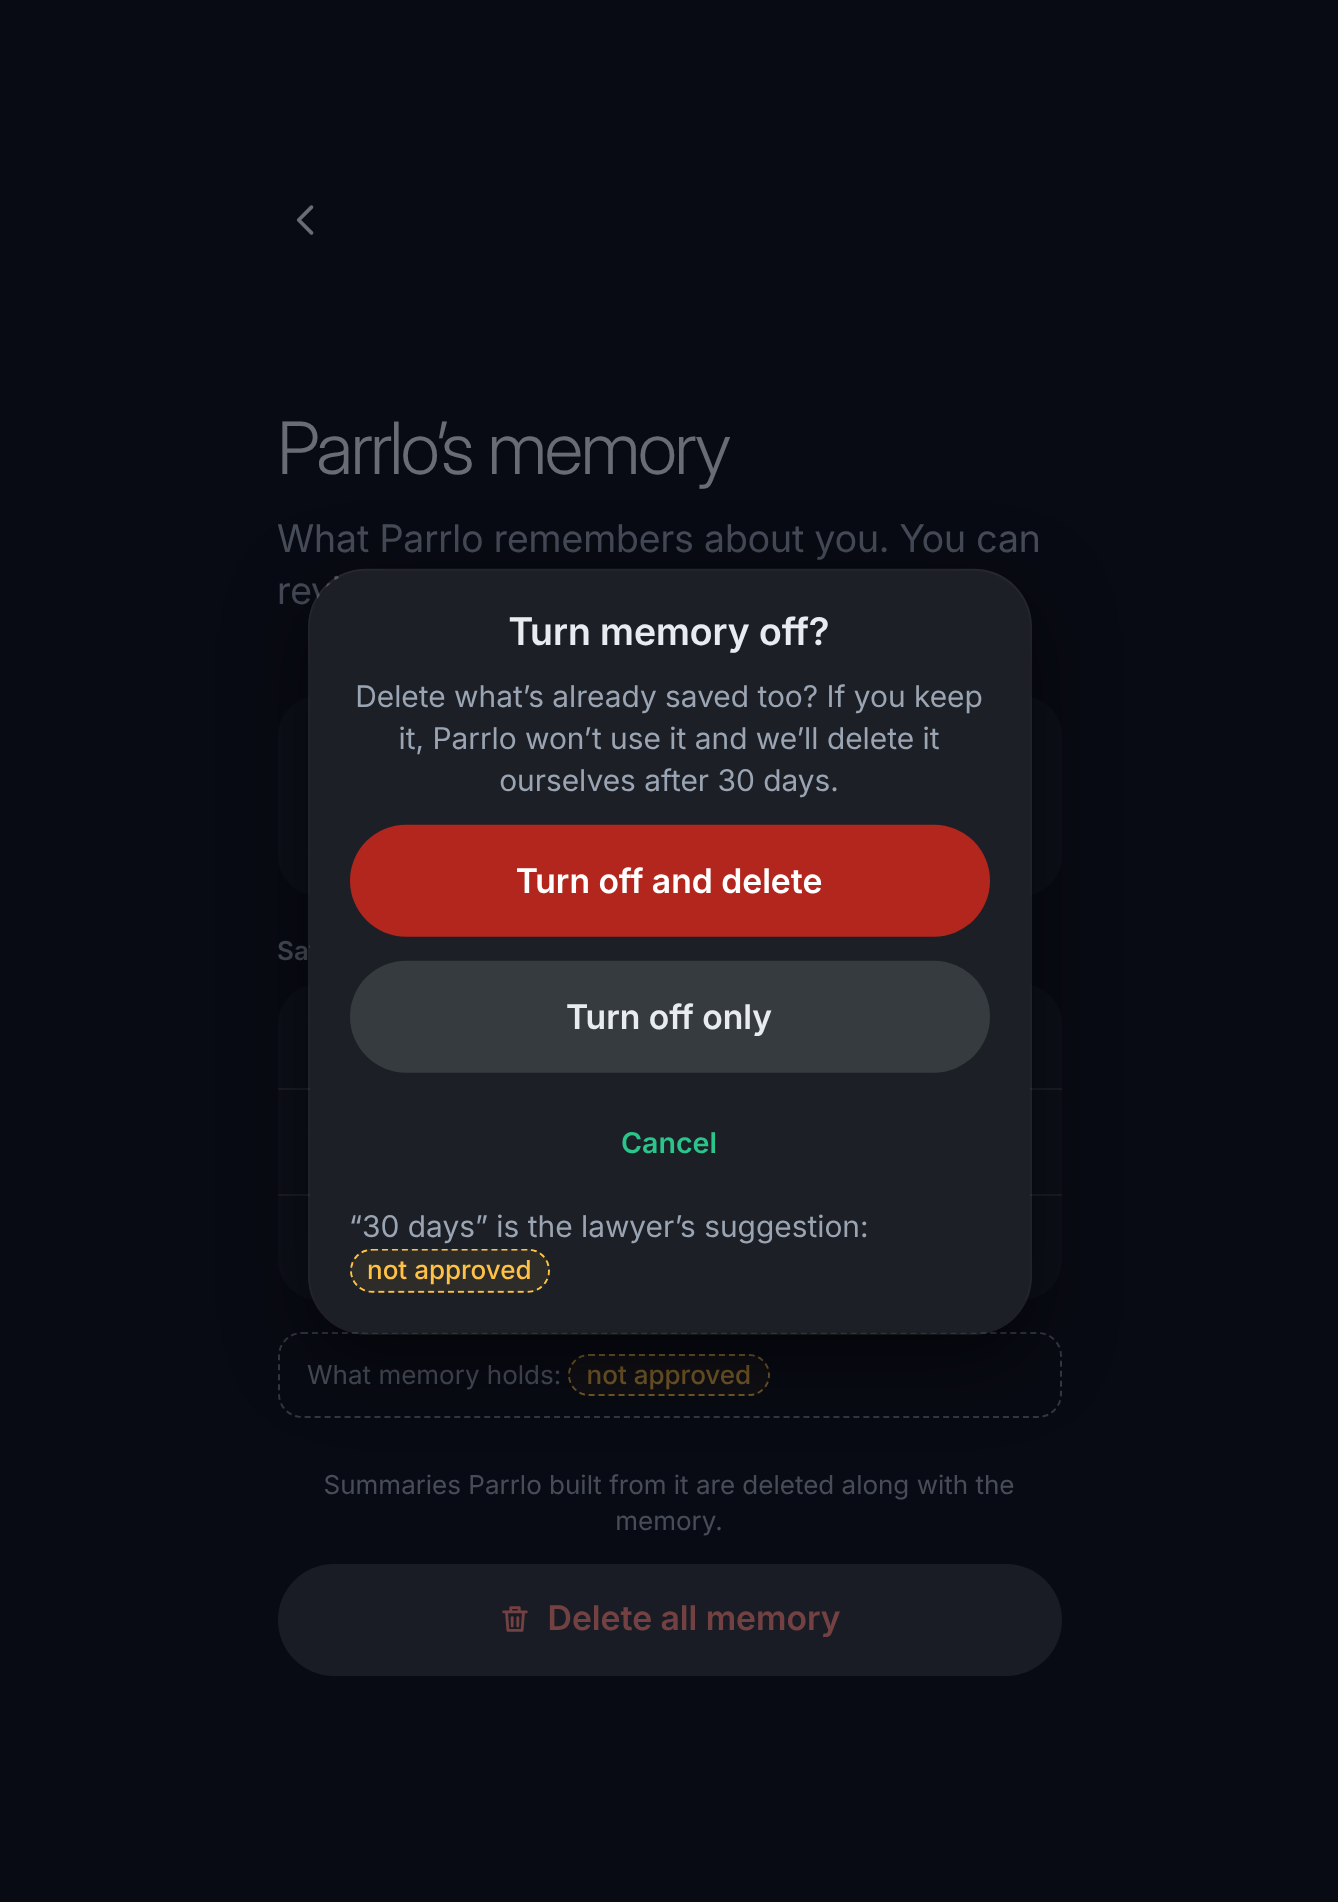 Parrlo’s memory
What Parrlo remembers about you. You can
Turn memory off?
Delete what’s already saved too? If you keep
it, Parrlo won’t use it and we’ll delete it
ourselves after 30 days.
Turn off and delete
Turn off only
Cancel
“30 days” is the lawyer’s suggestion:
not approved
What memory holds: not approved
Summaries Parrlo built from it are deleted along with the
memory.
Delete all memory